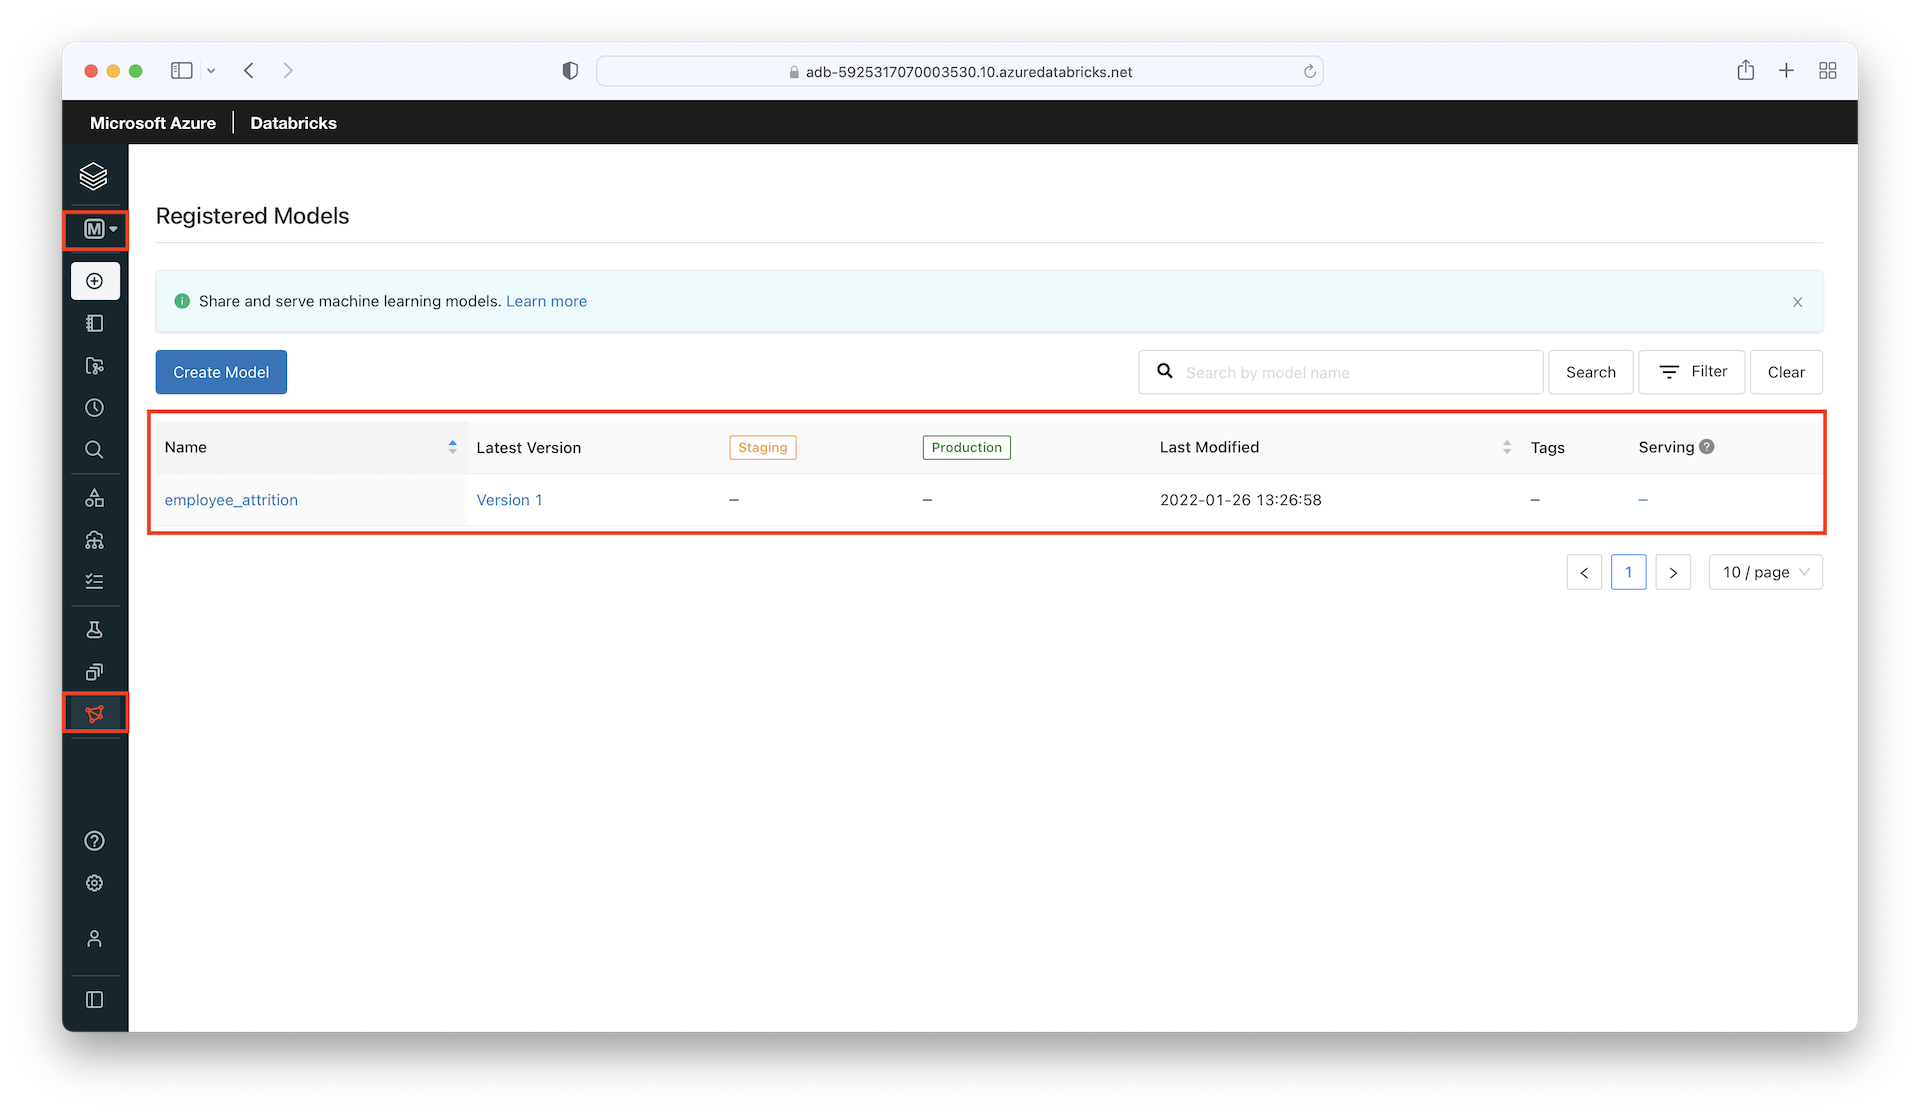 adb-5925317070003530.10.azuredatabricks.net
Microsoft Azure | Databricks
M
Registered Models
Share and serve machine learning models. Learn more
Create Model
Search by model name
Search
Filter
Clear
Name Latest Version Staging Production Last Modified Tags Serving ?
employee_attrition Version 1 – – 2022-01-26 13:26:58 – –
< 1 > 10 / page